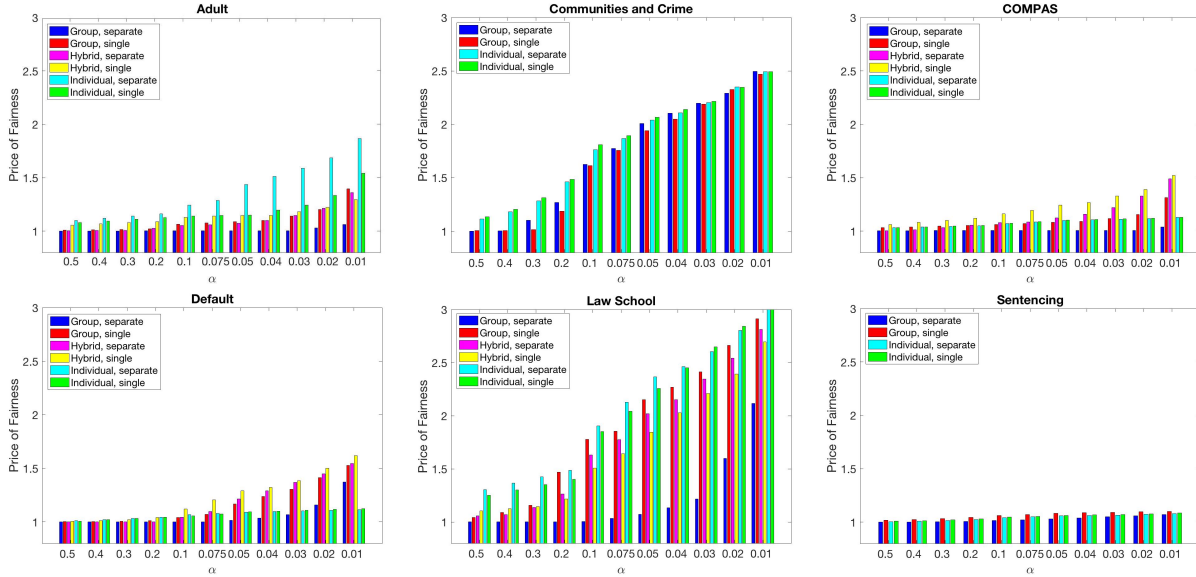 Adult
3
2.5
2
1.5
1
Price of Fairness
Group, separate
Group, single
Hybrid, separate
Hybrid, single
Individual, separate
Individual, single
0.5 0.4 0.3 0.2 0.1 0.075 0.05 0.04 0.03 0.02 0.01
α
Communities and Crime
3
2.5
2
1.5
1
Price of Fairness
Group, separate
Group, single
Individual, separate
Individual, single
0.5 0.4 0.3 0.2 0.1 0.075 0.05 0.04 0.03 0.02 0.01
α
COMPAS
3
2.5
2
1.5
1
Price of Fairness
Group, separate
Group, single
Hybrid, separate
Hybrid, single
Individual, separate
Individual, single
0.5 0.4 0.3 0.2 0.1 0.075 0.05 0.04 0.03 0.02 0.01
α
Default
3
2.5
2
1.5
1
Price of Fairness
Group, separate
Group, single
Hybrid, separate
Hybrid, single
Individual, separate
Individual, single
0.5 0.4 0.3 0.2 0.1 0.075 0.05 0.04 0.03 0.02 0.01
α
Law School
3
2.5
2
1.5
1
Price of Fairness
Group, separate
Group, single
Hybrid, separate
Hybrid, single
Individual, separate
Individual, single
0.5 0.4 0.3 0.2 0.1 0.075 0.05 0.04 0.03 0.02 0.01
α
Sentencing
3
2.5
2
1.5
1
Price of Fairness
Group, separate
Group, single
Individual, separate
Individual, single
0.5 0.4 0.3 0.2 0.1 0.075 0.05 0.04 0.03 0.02 0.01
α